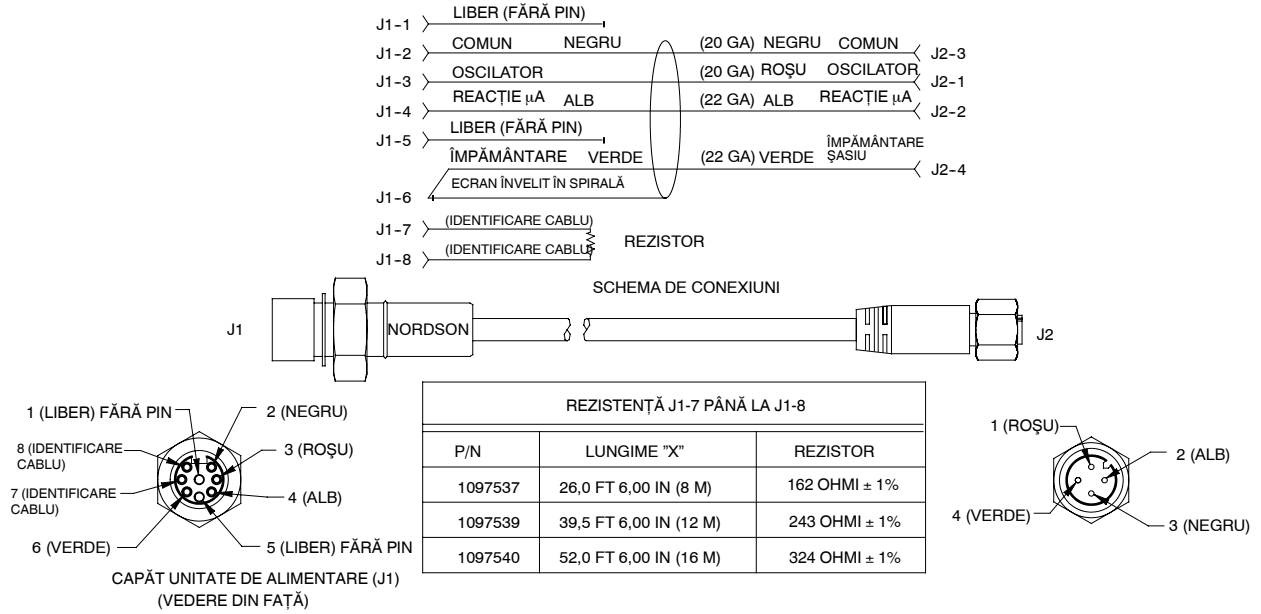 LIBER (FĂRĂ PIN)
J1-1
COMUN NEGRU (20 GA) NEGRU COMUN
J1-2 J2-3
OSCILATOR (20 GA) ROŞU OSCILATOR
J1-3 J2-1
REACȚIE μA ALB (22 GA) ALB REACȚIE μA
J1-4 J2-2
LIBER (FĂRĂ PIN)
J1-5
ÎMPĂMÂNTARE VERDE (22 GA) VERDE ÎMPĂMÂNTARE
ŞASIU
J2-4
ECRAN ÎNVELIT ÎN SPIRALĂ
J1-6
(IDENTIFICARE CABLU)
J1-7
REZISTOR
(IDENTIFICARE CABLU)
J1-8
SCHEMA DE CONEXIUNI
J1 NORDSON J2
1 (LIBER) FĂRĂ PIN
2 (NEGRU)
8 (IDENTIFICARE
CABLU)
3 (ROŞU)
7 (IDENTIFICARE
CABLU)
4 (ALB)
6 (VERDE)
5 (LIBER) FĂRĂ PIN
CAPĂT UNITATE DE ALIMENTARE (J1)
(VEDERE DIN FAȚĂ)
REZISTENȚĂ J1-7 PÂNĂ LA J1-8
P/N LUNGIME ”X” REZISTOR
1097537 26,0 FT 6,00 IN (8 M) 162 OHMI ± 1%
1097539 39,5 FT 6,00 IN (12 M) 243 OHMI ± 1%
1097540 52,0 FT 6,00 IN (16 M) 324 OHMI ± 1%
1 (ROŞU)
2 (ALB)
4 (VERDE)
3 (NEGRU)